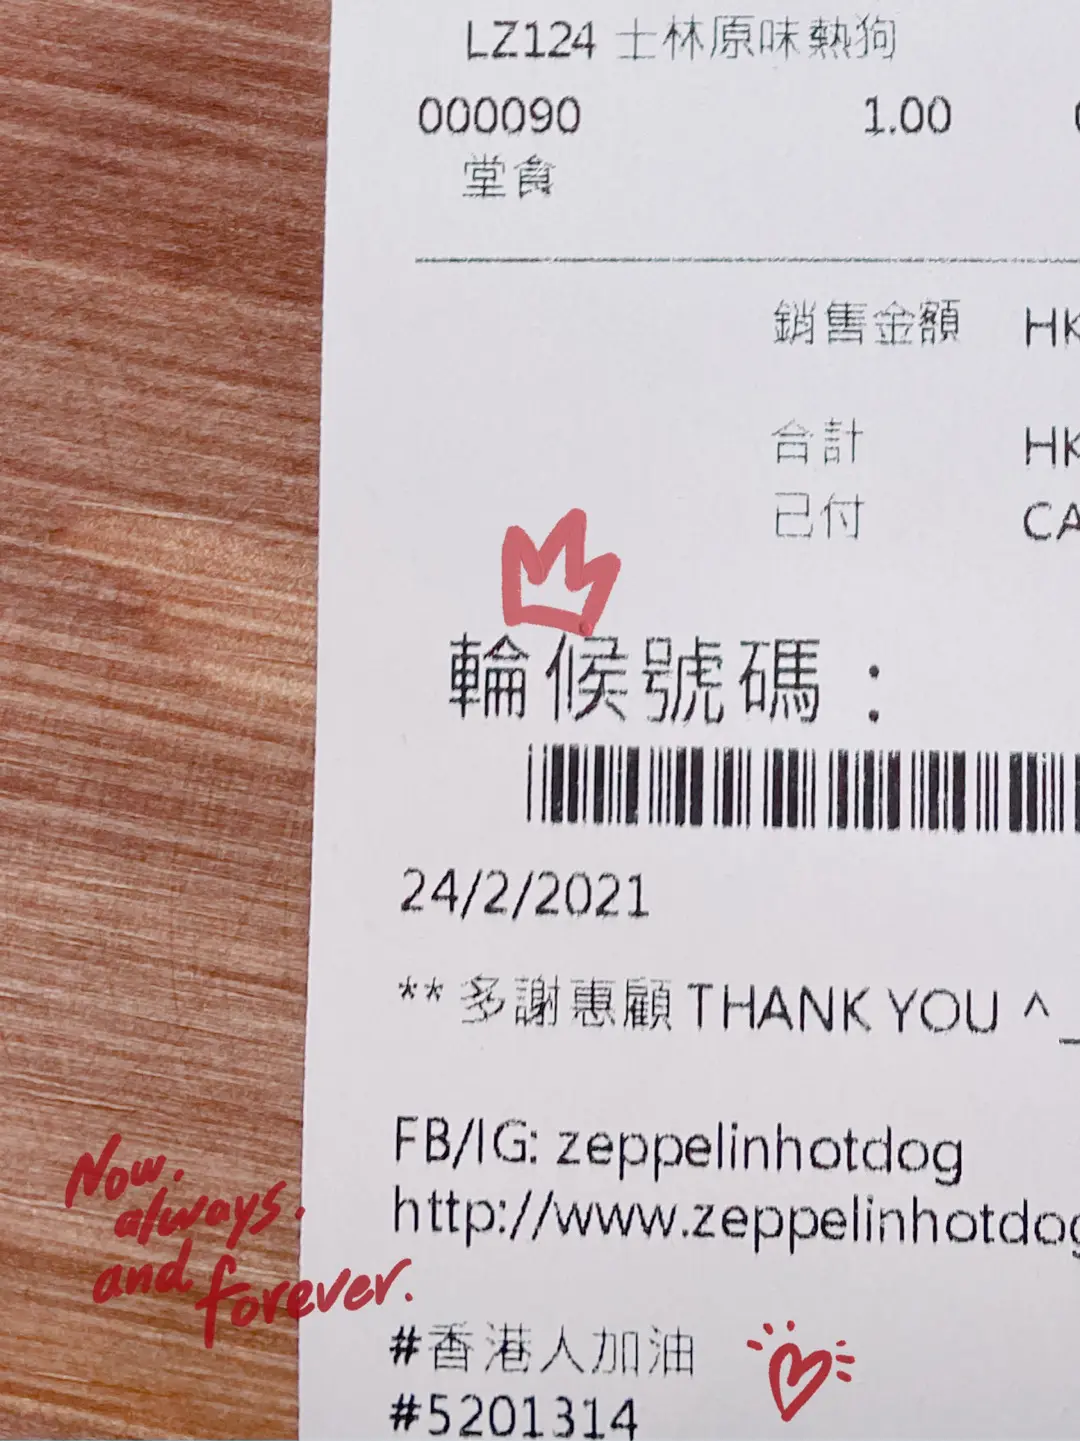 LZ124 士林原味熱狗
000090 1.00
堂食
銷售金額 HK
合計 HK
已付 CA
輪候號碼：
24/2/2021
** 多謝惠顧 THANK YOU ^_
FB/IG: zeppelinhotdog
http://www.zeppelinhotdog
Now.
always.
and forever.
#香港人加油
#5201314